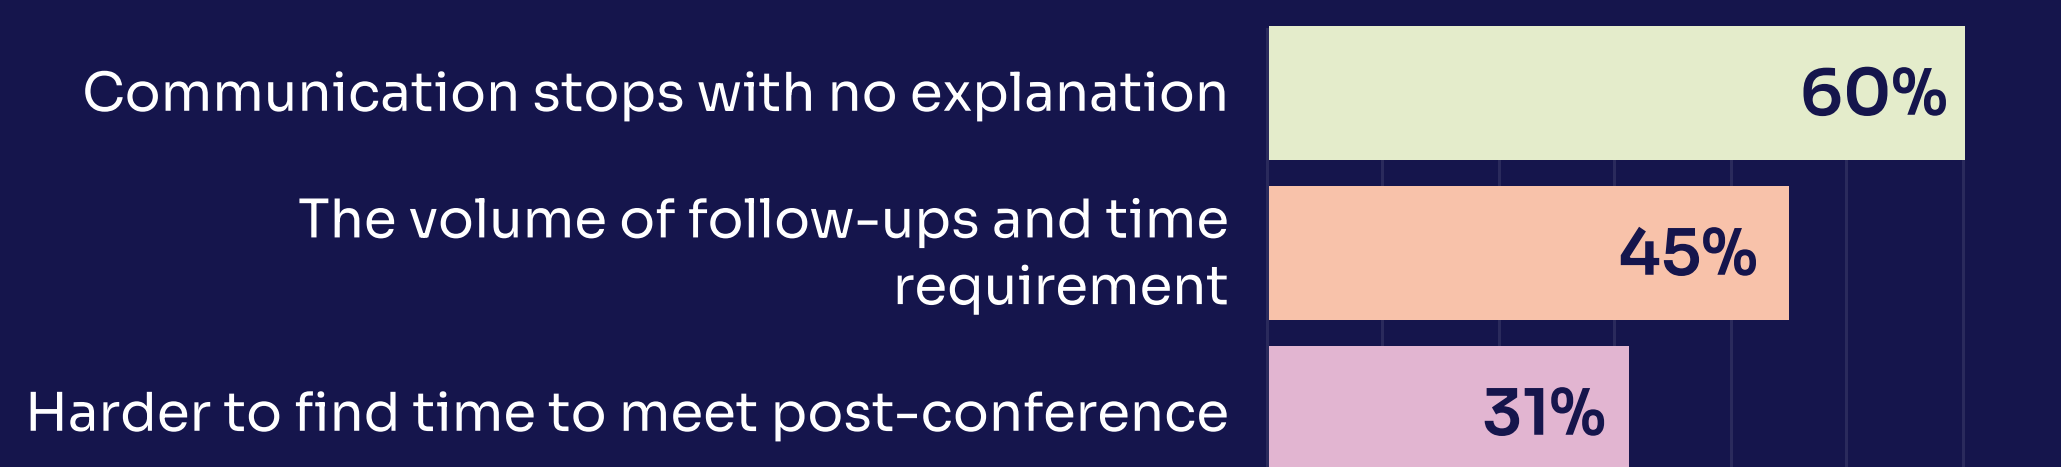 Communication stops with no explanation
60%
The volume of follow-ups and time
requirement
45%
Harder to find time to meet post-conference
31%